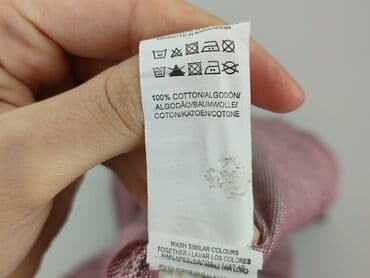 100% COTTON/ALGODÓN/
ALGODÃO/BAUMWOLLE/
COTON/KATOEN/COTONE
WASH SIMILAR COLOURS
TOGETHER / LAVAR LOS COLORES